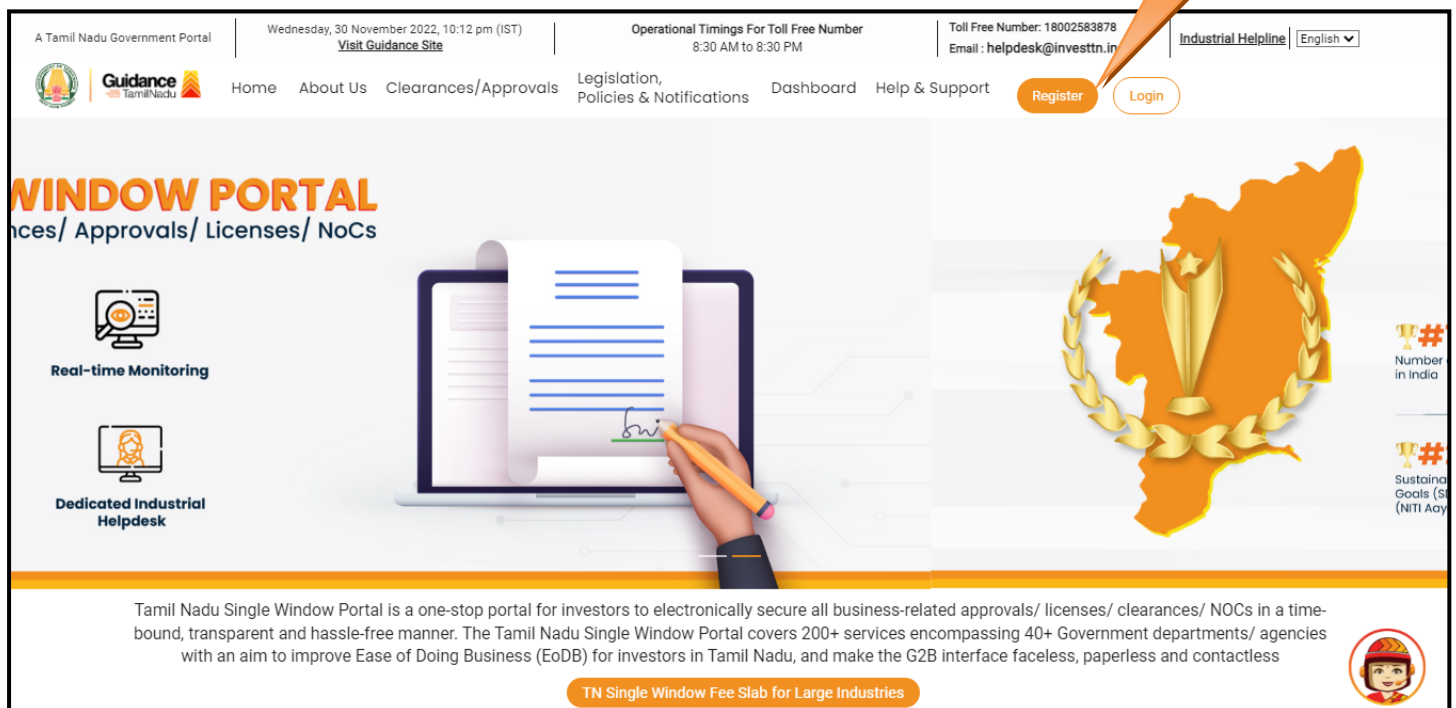 A Tamil Nadu Government Portal
Wednesday, 30 November 2022, 10:12 pm (IST)
Visit Guidance Site
Operational Timings For Toll Free Number
8:30 AM to 8:30 PM
Toll Free Number: 18002583878
Email : helpdesk@investtn.in
Industrial Helpline
English
Guidance
TamilNadu
Home
About Us
Clearances/Approvals
Legislation,
Policies & Notifications
Dashboard
Help & Support
Register
Login
WINDOW PORTAL
nces/ Approvals/ Licenses/ NoCs
Real-time Monitoring
Dedicated Industrial
Helpdesk
#
Number
in India
#
Sustaina
Goals (S
(NITI Aay
Tamil Nadu Single Window Portal is a one-stop portal for investors to electronically secure all business-related approvals/ licenses/ clearances/ NOCs in a time-
bound, transparent and hassle-free manner. The Tamil Nadu Single Window Portal covers 200+ services encompassing 40+ Government departments/ agencies
with an aim to improve Ease of Doing Business (EoDB) for investors in Tamil Nadu, and make the G2B interface faceless, paperless and contactless
TN Single Window Fee Slab for Large Industries